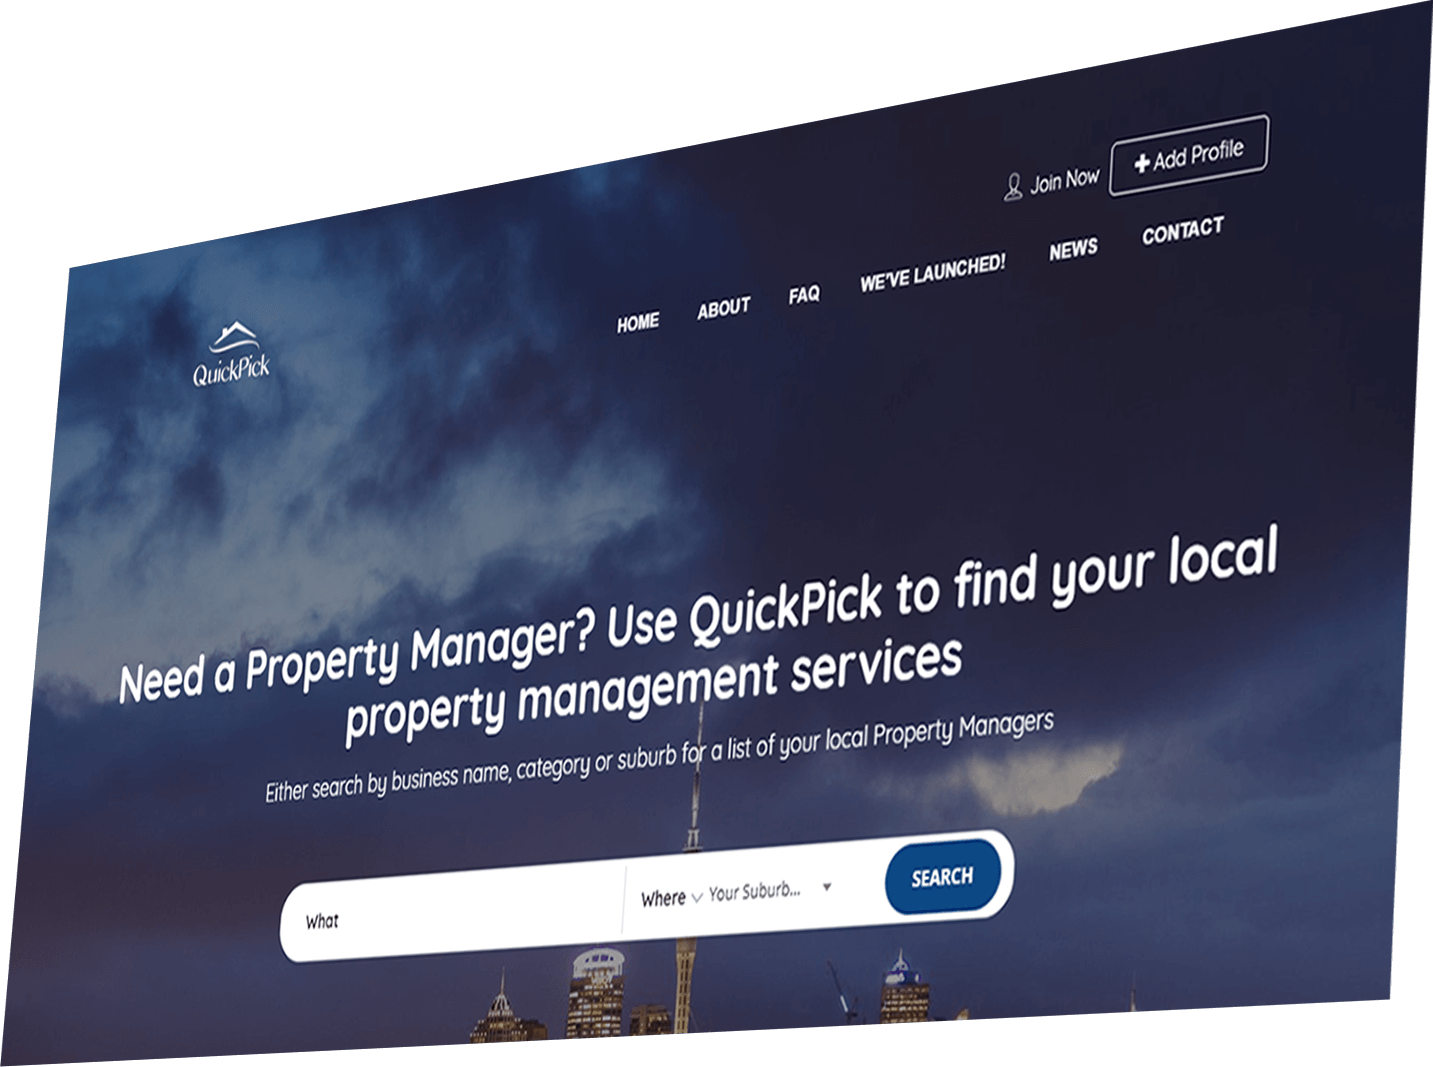 Join Now
Add Profile
QuickPick
HOME ABOUT FAQ WE'VE LAUNCHED! NEWS CONTACT
Need a Property Manager? Use QuickPick to find your local
property management services
Either search by business name, category or suburb for a list of your local Property Managers
What Where Your Suburb... SEARCH